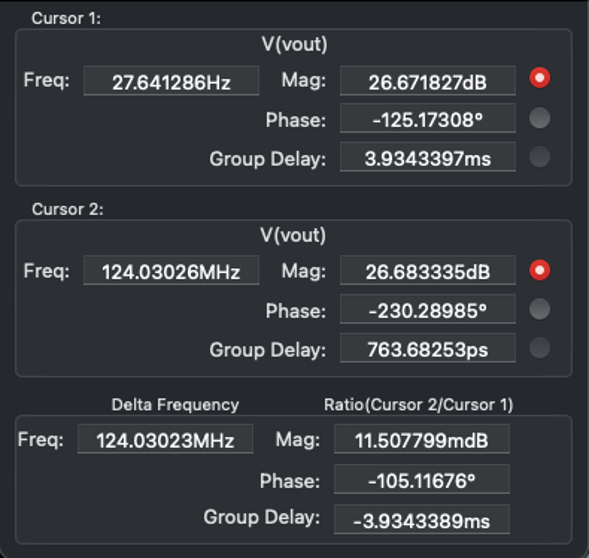 Cursor 1:
V(vout)
Freq: 27.641286Hz Mag: 26.671827dB
Phase: -125.17308°
Group Delay: 3.9343397ms
Cursor 2:
V(vout)
Freq: 124.03026MHz Mag: 26.683335dB
Phase: -230.28985°
Group Delay: 763.68253ps
Delta Frequency Ratio(Cursor 2/Cursor 1)
Freq: 124.03023MHz Mag: 11.507799mdB
Phase: -105.11676°
Group Delay: -3.9343389ms